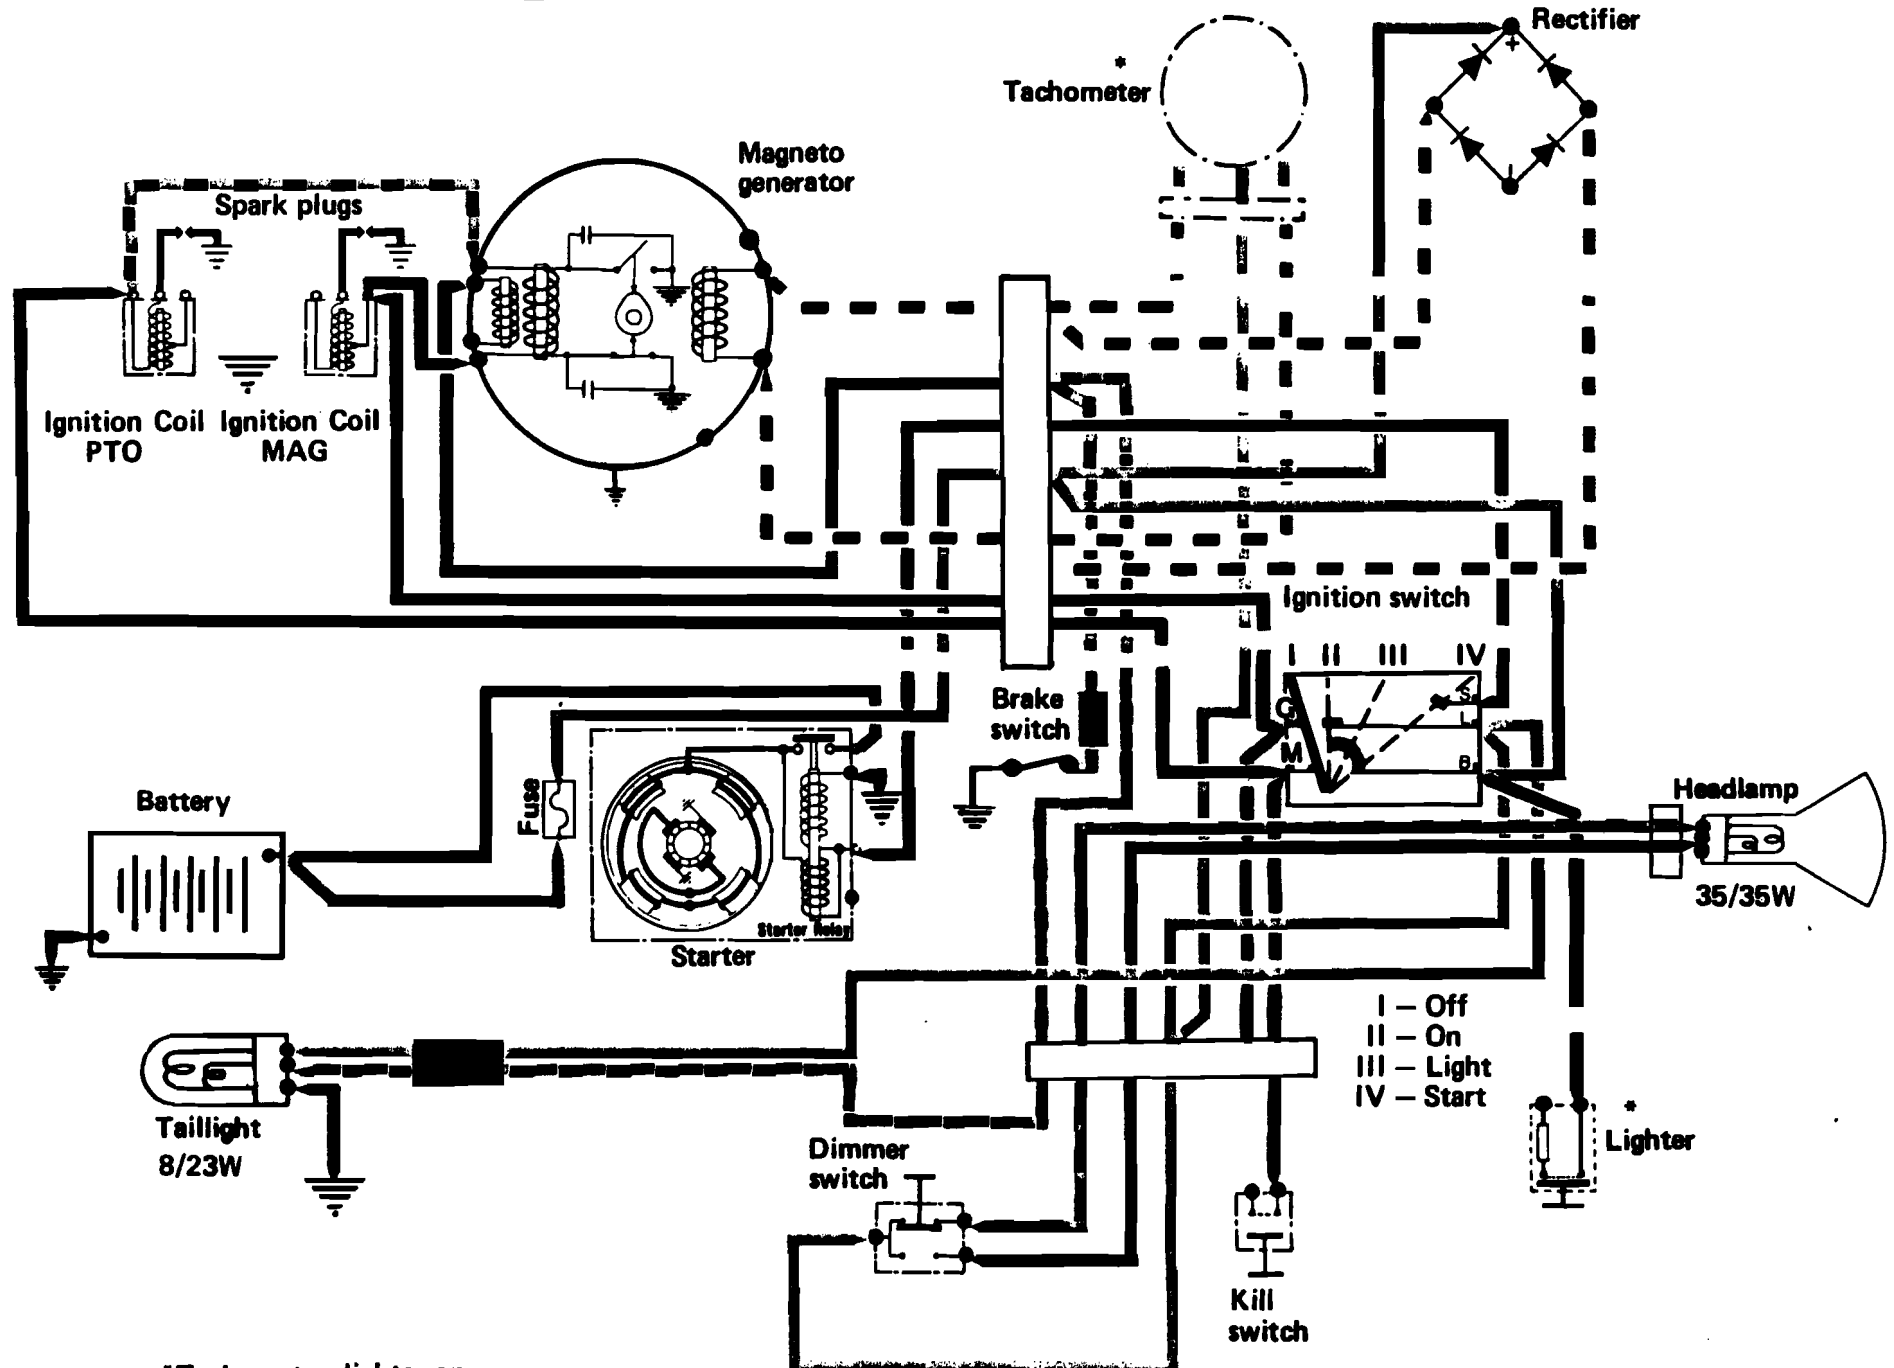 Rectifier
*
Tachometer
+
Magneto
generator
Spark plugs
Ignition Coil
PTO
Ignition Coil
MAG
Ignition switch
I II III IV
S
G
L
M
B
Brake
switch
Headlamp
35/35W
Battery
Fuse
Starter Relay
Starter
I – Off
II – On
III – Light
IV – Start
Taillight
8/23W
Dimmer
switch
*
Lighter
Kill
switch